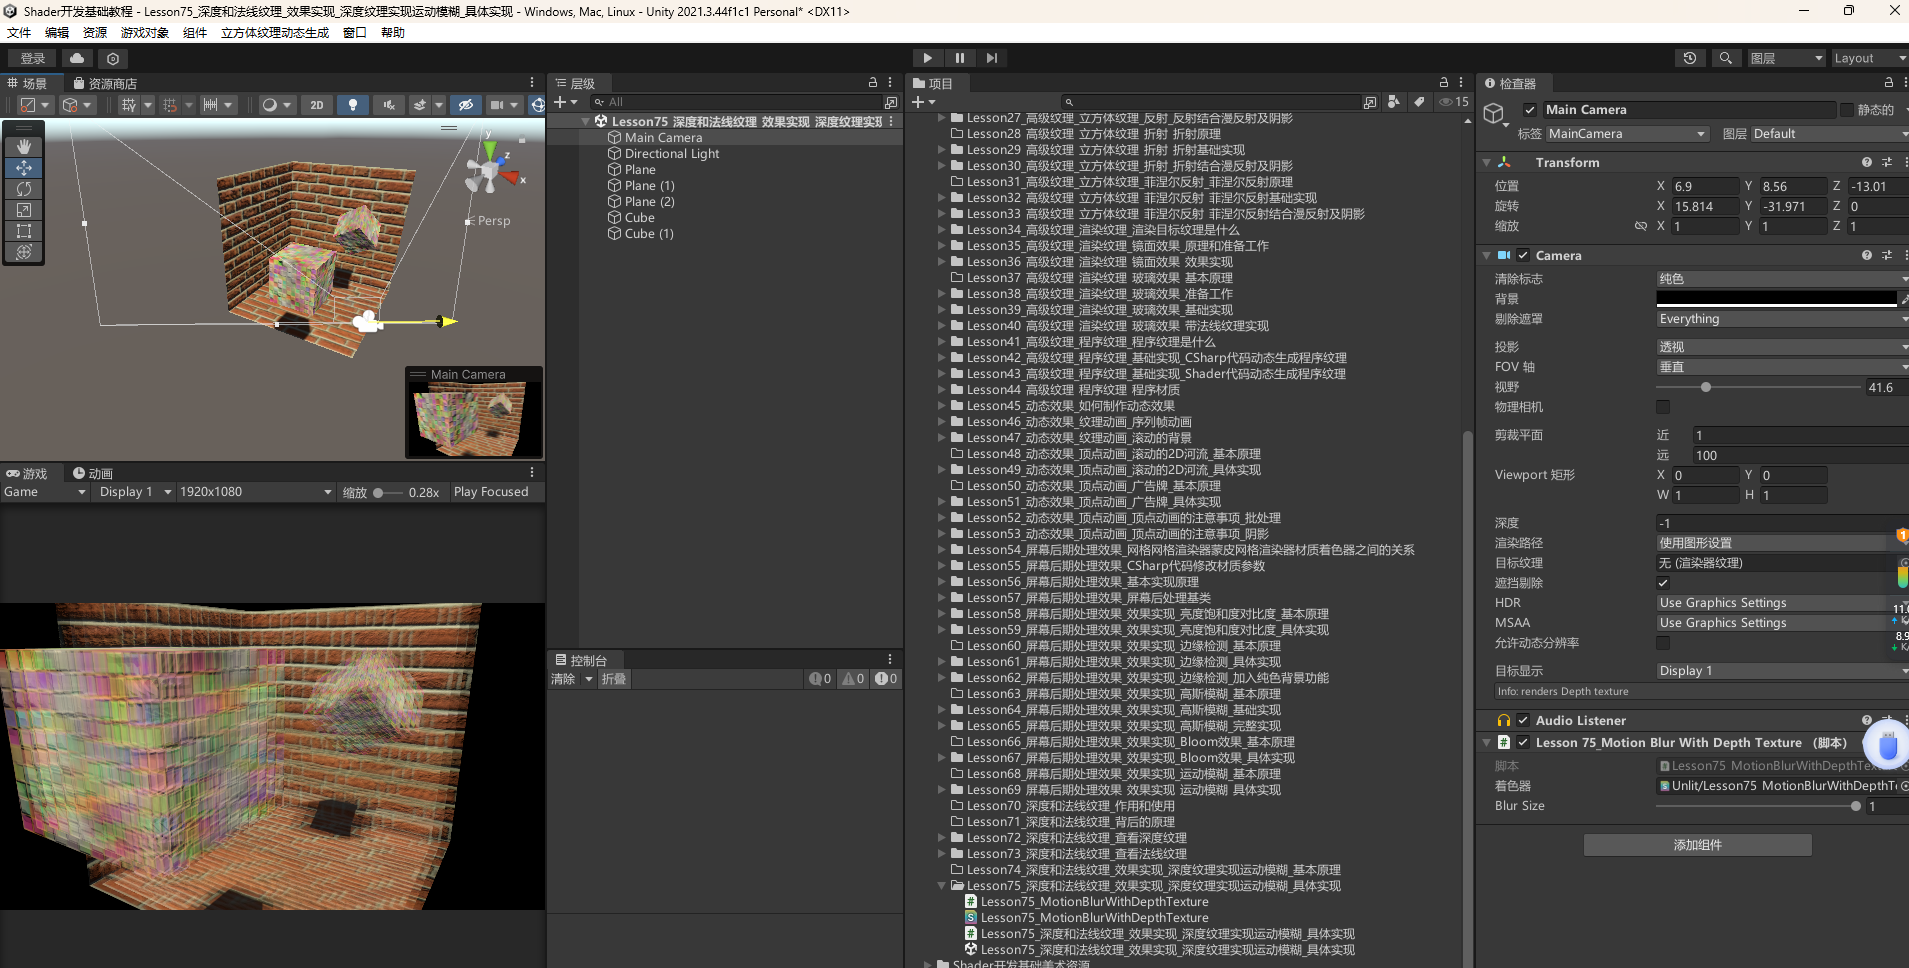 Shader开发基础教程 - Lesson75_深度和法线纹理_效果实现_深度纹理实现运动模糊_具体实现 - Windows, Mac, Linux - Unity 2021.3.44f1c1 Personal* <DX11>
文件 编辑 资源 游戏对象 组件 立方体纹理动态生成 窗口 帮助
登录
图层 Layout
场景 资源商店
2D
y
z
x
Persp
Main Camera
游戏 动画
Game Display 1 1920x1080 缩放 0.28x Play Focused
层级
All
Lesson75_深度和法线纹理_效果实现_深度纹理实现
Main Camera
Directional Light
Plane
Plane (1)
Plane (2)
Cube
Cube (1)
控制台
清除 折叠 0 0 0
项目
15
Lesson27_高级纹理_立方体纹理_反射_反射结合漫反射及阴影
Lesson28_高级纹理_立方体纹理_折射_折射原理
Lesson29_高级纹理_立方体纹理_折射_折射基础实现
Lesson30_高级纹理_立方体纹理_折射_折射结合漫反射及阴影
Lesson31_高级纹理_立方体纹理_菲涅尔反射_菲涅尔反射原理
Lesson32_高级纹理_立方体纹理_菲涅尔反射_菲涅尔反射基础实现
Lesson33_高级纹理_立方体纹理_菲涅尔反射_菲涅尔反射结合漫反射及阴影
Lesson34_高级纹理_渲染纹理_渲染目标纹理是什么
Lesson35_高级纹理_渲染纹理_镜面效果_原理和准备工作
Lesson36_高级纹理_渲染纹理_镜面效果_效果实现
Lesson37_高级纹理_渲染纹理_玻璃效果_基本原理
Lesson38_高级纹理_渲染纹理_玻璃效果_准备工作
Lesson39_高级纹理_渲染纹理_玻璃效果_基础实现
Lesson40_高级纹理_渲染纹理_玻璃效果_带法线纹理实现
Lesson41_高级纹理_程序纹理_程序纹理是什么
Lesson42_高级纹理_程序纹理_基础实现_CSharp代码动态生成程序纹理
Lesson43_高级纹理_程序纹理_基础实现_Shader代码动态生成程序纹理
Lesson44_高级纹理_程序纹理_程序材质
Lesson45_动态效果_如何制作动态效果
Lesson46_动态效果_纹理动画_序列帧动画
Lesson47_动态效果_纹理动画_滚动的背景
Lesson48_动态效果_顶点动画_滚动的2D河流_基本原理
Lesson49_动态效果_顶点动画_滚动的2D河流_具体实现
Lesson50_动态效果_顶点动画_广告牌_基本原理
Lesson51_动态效果_顶点动画_广告牌_具体实现
Lesson52_动态效果_顶点动画_顶点动画的注意事项_批处理
Lesson53_动态效果_顶点动画_顶点动画的注意事项_阴影
Lesson54_屏幕后期处理效果_网格网格渲染器蒙皮网格渲染器材质着色器之间的关系
Lesson55_屏幕后期处理效果_CSharp代码修改材质参数
Lesson56_屏幕后期处理效果_基本实现原理
Lesson57_屏幕后期处理效果_屏幕后处理基类
Lesson58_屏幕后期处理效果_效果实现_亮度饱和度对比度_基本原理
Lesson59_屏幕后期处理效果_效果实现_亮度饱和度对比度_具体实现
Lesson60_屏幕后期处理效果_效果实现_边缘检测_基本原理
Lesson61_屏幕后期处理效果_效果实现_边缘检测_具体实现
Lesson62_屏幕后期处理效果_效果实现_边缘检测_加入纯色背景功能
Lesson63_屏幕后期处理效果_效果实现_高斯模糊_基本原理
Lesson64_屏幕后期处理效果_效果实现_高斯模糊_基础实现
Lesson65_屏幕后期处理效果_效果实现_高斯模糊_完整实现
Lesson66_屏幕后期处理效果_效果实现_Bloom效果_基本原理
Lesson67_屏幕后期处理效果_效果实现_Bloom效果_具体实现
Lesson68_屏幕后期处理效果_效果实现_运动模糊_基本原理
Lesson69_屏幕后期处理效果_效果实现_运动模糊_具体实现
Lesson70_深度和法线纹理_作用和使用
Lesson71_深度和法线纹理_背后的原理
Lesson72_深度和法线纹理_查看深度纹理
Lesson73_深度和法线纹理_查看法线纹理
Lesson74_深度和法线纹理_效果实现_深度纹理实现运动模糊_基本原理
Lesson75_深度和法线纹理_效果实现_深度纹理实现运动模糊_具体实现
Lesson75_MotionBlurWithDepthTexture
Lesson75_MotionBlurWithDepthTexture
Lesson75_深度和法线纹理_效果实现_深度纹理实现运动模糊_具体实现
Lesson75_深度和法线纹理_效果实现_深度纹理实现运动模糊_具体实现
Shader开发基础美术资源
检查器
Main Camera 静态的
标签 MainCamera 图层 Default
Transform
位置 X 6.9 Y 8.56 Z -13.01
旋转 X 15.814 Y -31.971 Z 0
缩放 X 1 Y 1 Z 1
Camera
清除标志 纯色
背景
剔除遮罩 Everything
投影 透视
FOV 轴 垂直
视野 41.6
物理相机
剪裁平面 近 1
远 100
Viewport 矩形 X 0 Y 0
W 1 H 1
深度 -1
渲染路径 使用图形设置
目标纹理 无 (渲染器纹理)
遮挡剔除
HDR Use Graphics Settings
MSAA Use Graphics Settings
允许动态分辨率
目标显示 Display 1
Info: renders Depth texture
Audio Listener
Lesson 75_Motion Blur With Depth Texture （脚本）
脚本 Lesson75_MotionBlurWithDepthTex
着色器 Unlit/Lesson75_MotionBlurWithDepthT
Blur Size 1
添加组件